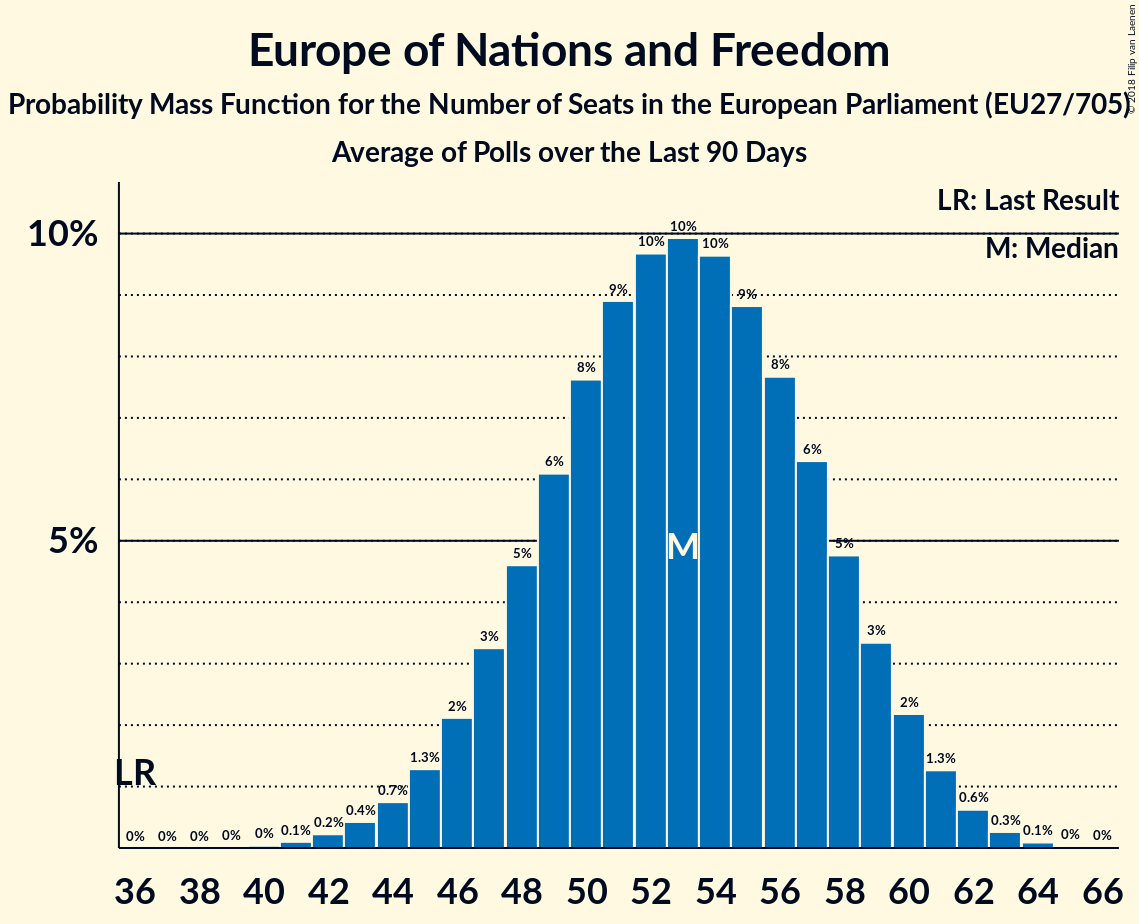 Europe of Nations and Freedom
Probability Mass Function for the Number of Seats in the European Parliament (EU27/705)
Average of Polls over the Last 90 Days
© 2018 Filip van Laenen
LR: Last Result
M: Median
10%
5%
LR
M
0% 0% 0% 0% 0% 0.1% 0.2% 0.4% 0.7% 1.3% 2% 3% 5% 6% 8% 9% 10% 10% 10% 9% 8% 6% 5% 3% 2% 1.3% 0.6% 0.3% 0.1% 0% 0%
36 38 40 42 44 46 48 50 52 54 56 58 60 62 64 66